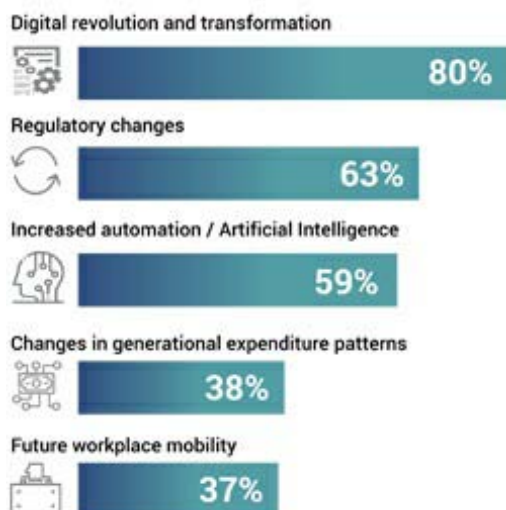 Digital revolution and transformation
80%
Regulatory changes
63%
Increased automation / Artificial Intelligence
59%
Changes in generational expenditure patterns
38%
Future workplace mobility
37%